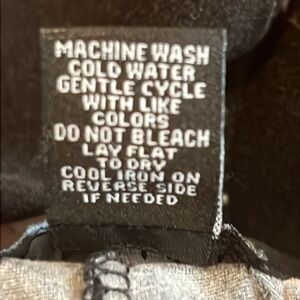 MACHINE WASH
COLD WATER
GENTLE CYCLE
WITH LIKE
COLORS
DO NOT BLEACH
LAY FLAT
TO DRY
COOL IRON ON
REVERSE SIDE
IF NEEDED